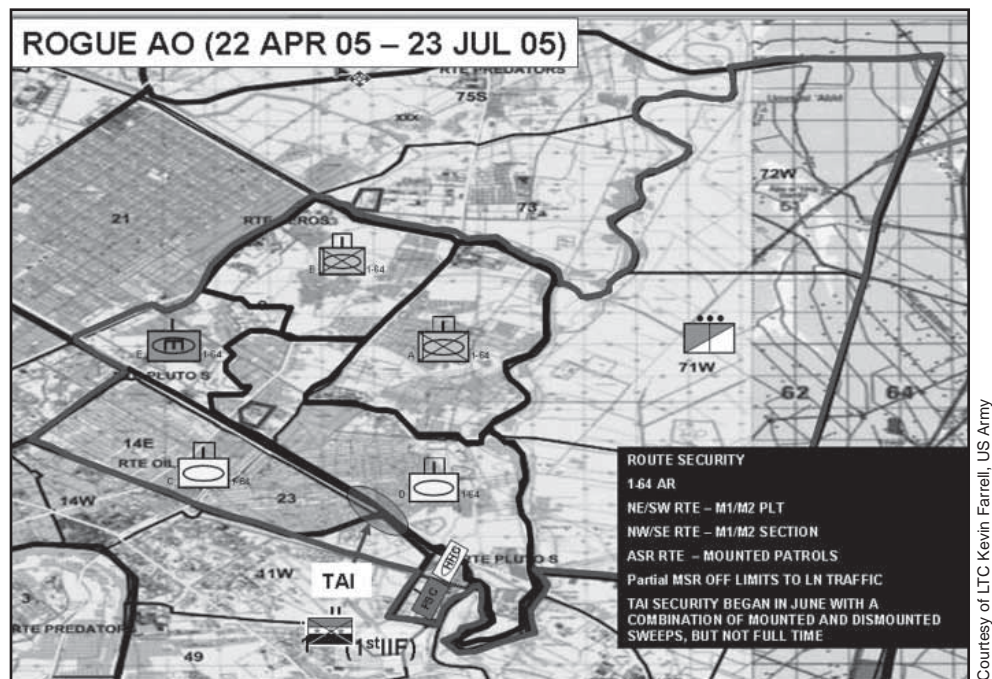 ROGUE AO (22 APR 05 – 23 JUL 05)
RTE PREDATORS
75S
xxx
72W
51
73
21
B 1-64
A 1-64
E 1-64
PLUTO S
71W
62
64
14E
RTE OIL
C 1-64
D 1-64
14W
23
HHC
RTE PLUTO S
FSC
TAI
41W
3
RTE PREDATORS
49
(1stIIF)
ROUTE SECURITY
1-64 AR
NE/SW RTE – M1/M2 PLT
NW/SE RTE – M1/M2 SECTION
ASR RTE – MOUNTED PATROLS
Partial MSR OFF LIMITS TO LN TRAFFIC
TAI SECURITY BEGAN IN JUNE WITH A
COMBINATION OF MOUNTED AND DISMOUNTED
SWEEPS, BUT NOT FULL TIME
Courtesy of LTC Kevin Farrell, US Army